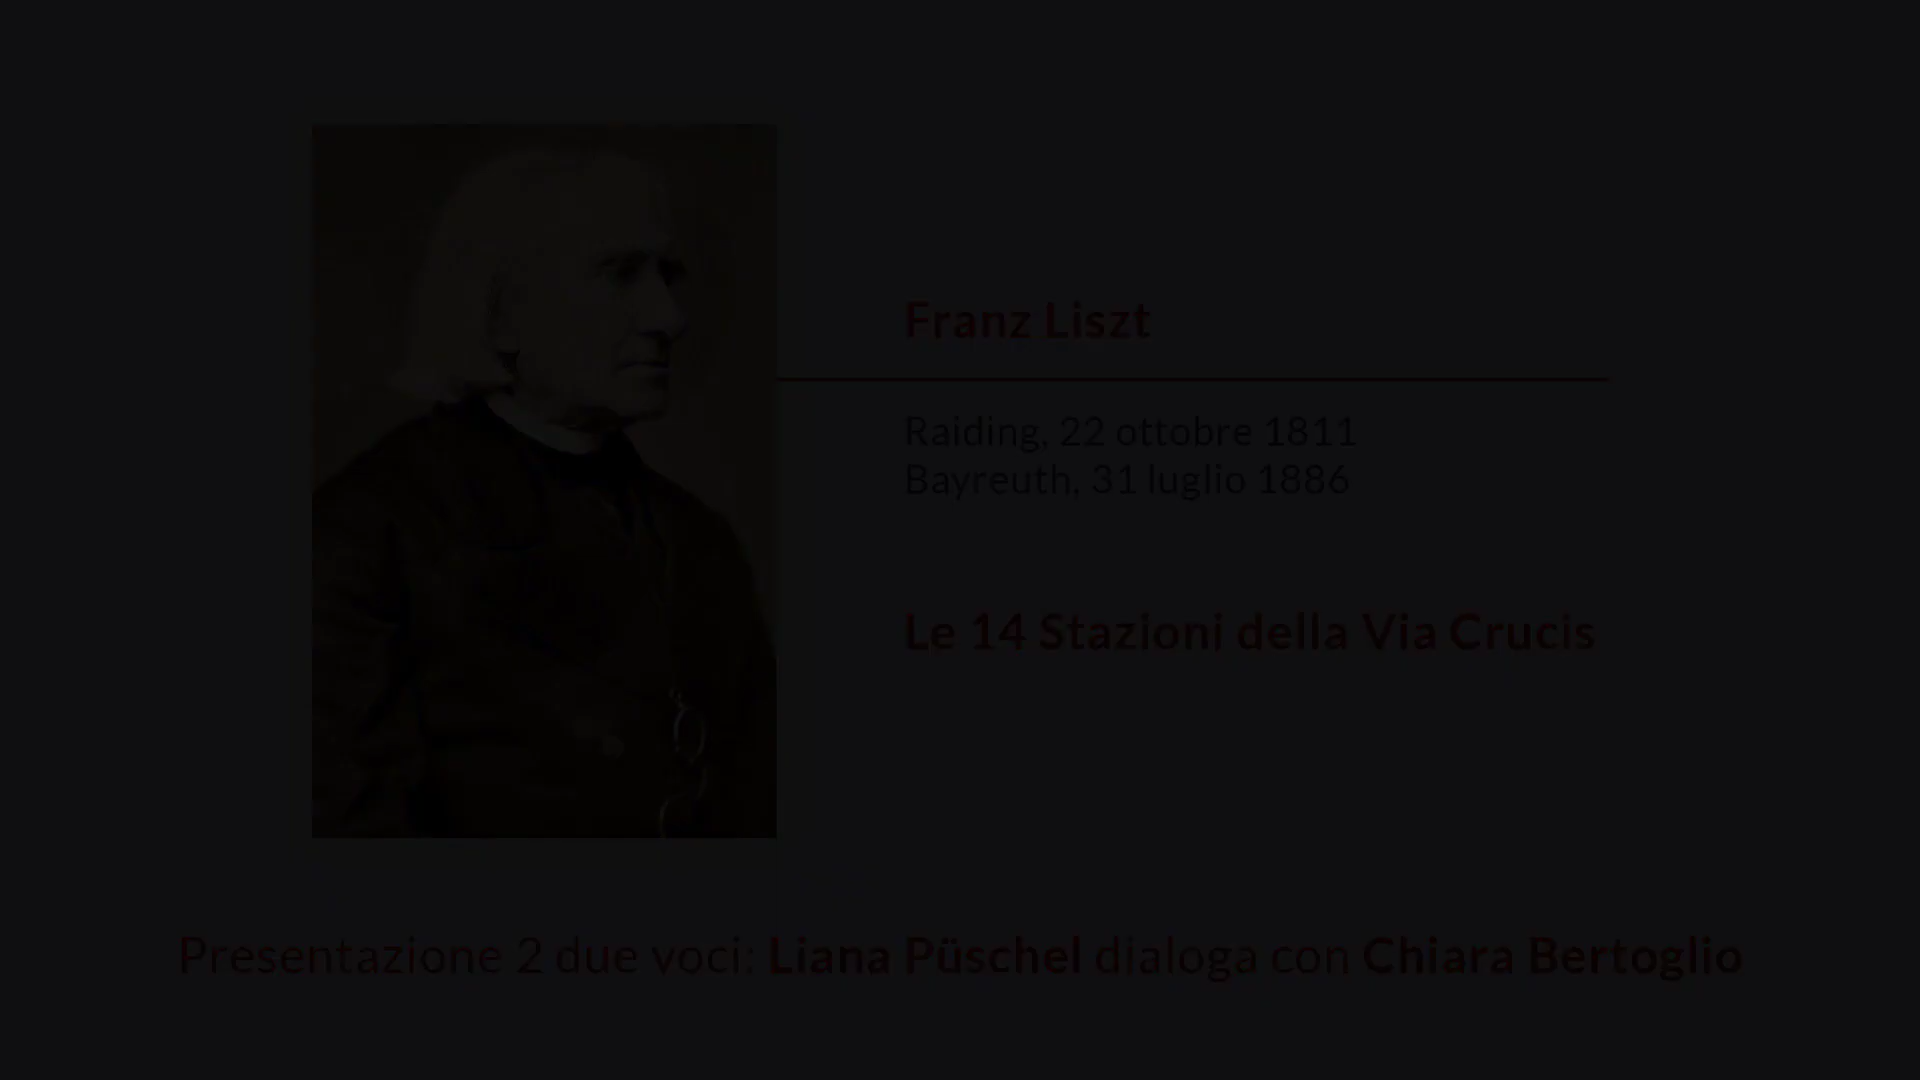 Franz Liszt
Raiding, 22 ottobre 1811
Bayreuth, 31 luglio 1886
Le 14 Stazioni della Via Crucis
Presentazione 2 due voci: Liana Püschel dialoga con Chiara Bertoglio